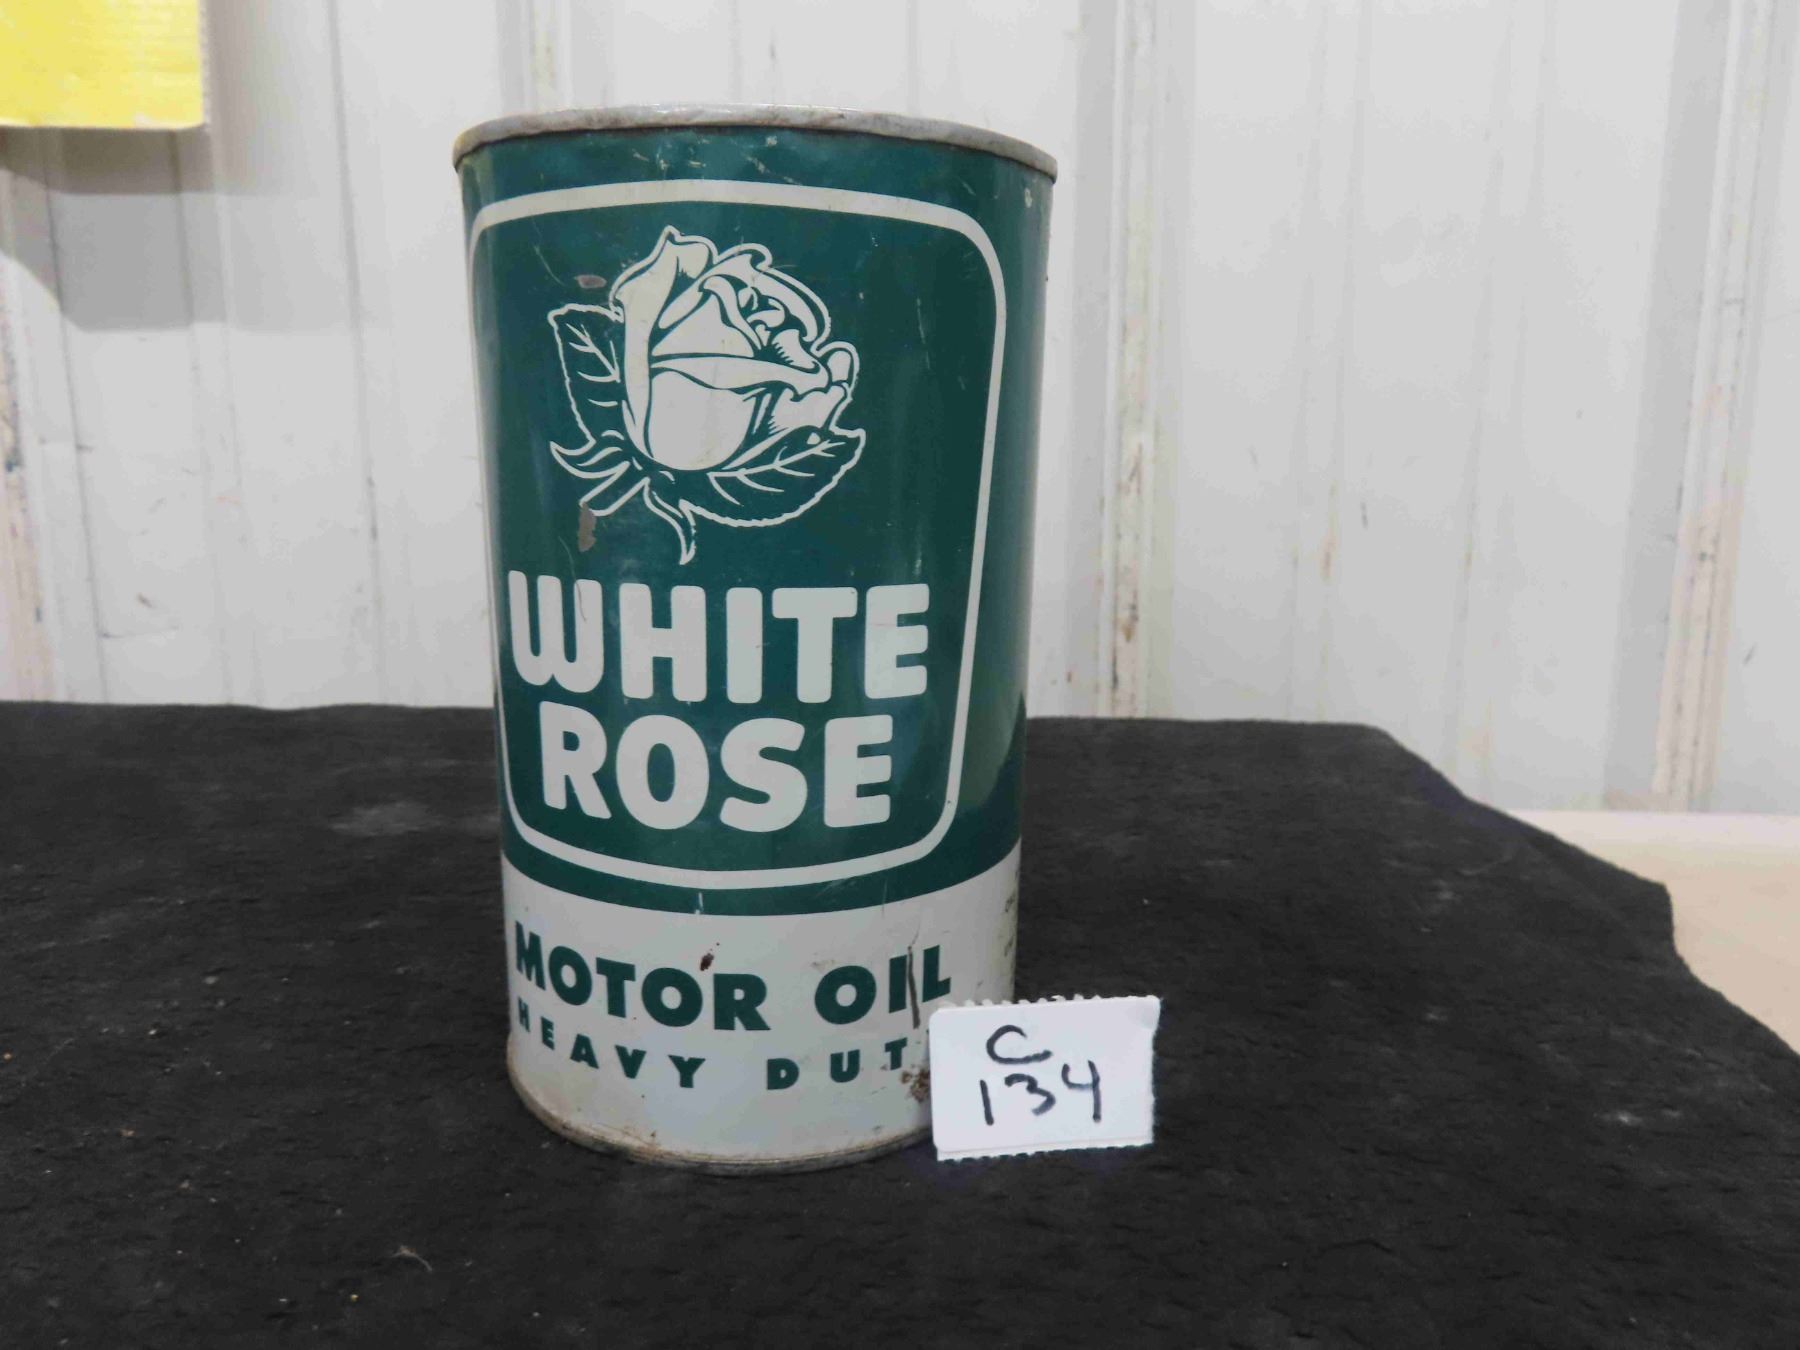 WHITE
ROSE
MOTOR OIL
HEAVY DUT
C
134